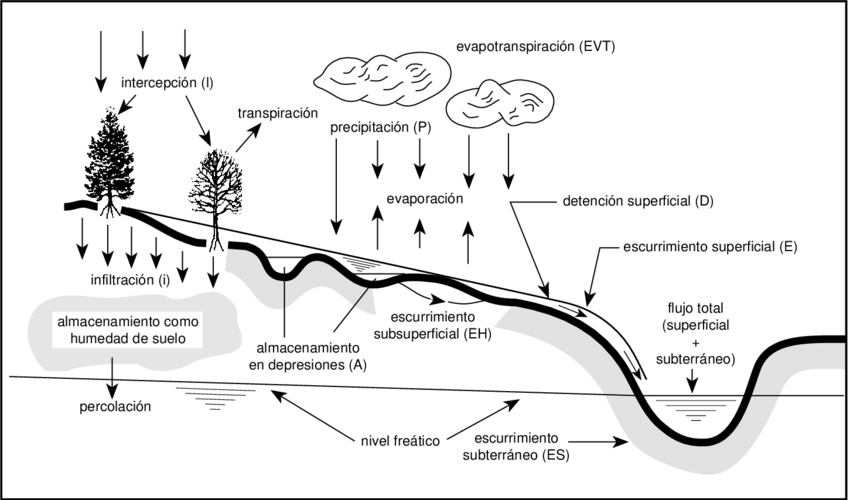 evapotranspiración (EVT)
intercepción (I)
transpiración
precipitación (P)
evaporación
detención superficial (D)
escurrimiento superficial (E)
infiltración (i)
almacenamiento como
humedad de suelo
escurrimiento
subsuperficial (EH)
flujo total
(superficial
+
subterráneo)
almacenamiento
en depresiones (A)
percolación
nivel freático
escurrimiento
subterráneo (ES)